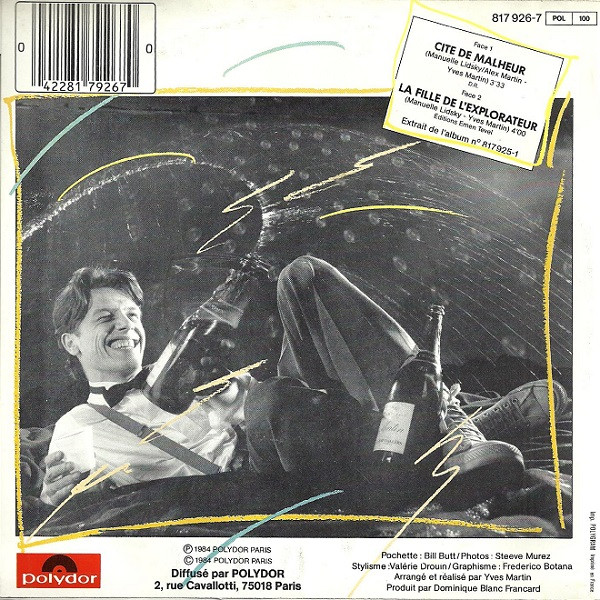 817 926-7 POL 100
0 0
42281 79267
Face 1
CITE DE MALHEUR
(Manuelle Lidsky/Alex Martin -
Yves Martin) 3'33
D.R.
Face 2
LA FILLE DE L'EXPLORATEUR
(Manuelle Lidsky - Yves Martin) 4'00
Editions Emen Tevel
Extrait de l'album n° 817 925-1
℗ 1984 POLYDOR PARIS
© 1984 POLYDOR PARIS
Diffusé par POLYDOR
2, rue Cavallotti, 75018 Paris
polydor
Pochette : Bill Butt/Photos : Steeve Murez
Stylisme : Valérie Drouin/Graphisme : Federico Botana
Arrangé et réalisé par Yves Martin
Produit par Dominique Blanc Francard